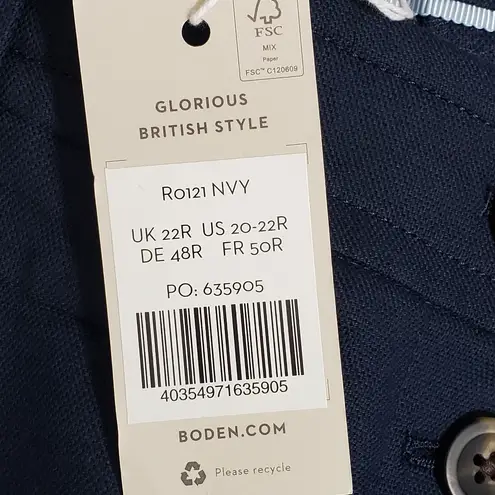 FSC
MIX
Paper
FSC™ C120609
GLORIOUS
BRITISH STYLE
R0121 NVY
UK 22R US 20-22R
DE 48R FR 50R
PO: 635905
40354971635905
BODEN.COM
Please recycle